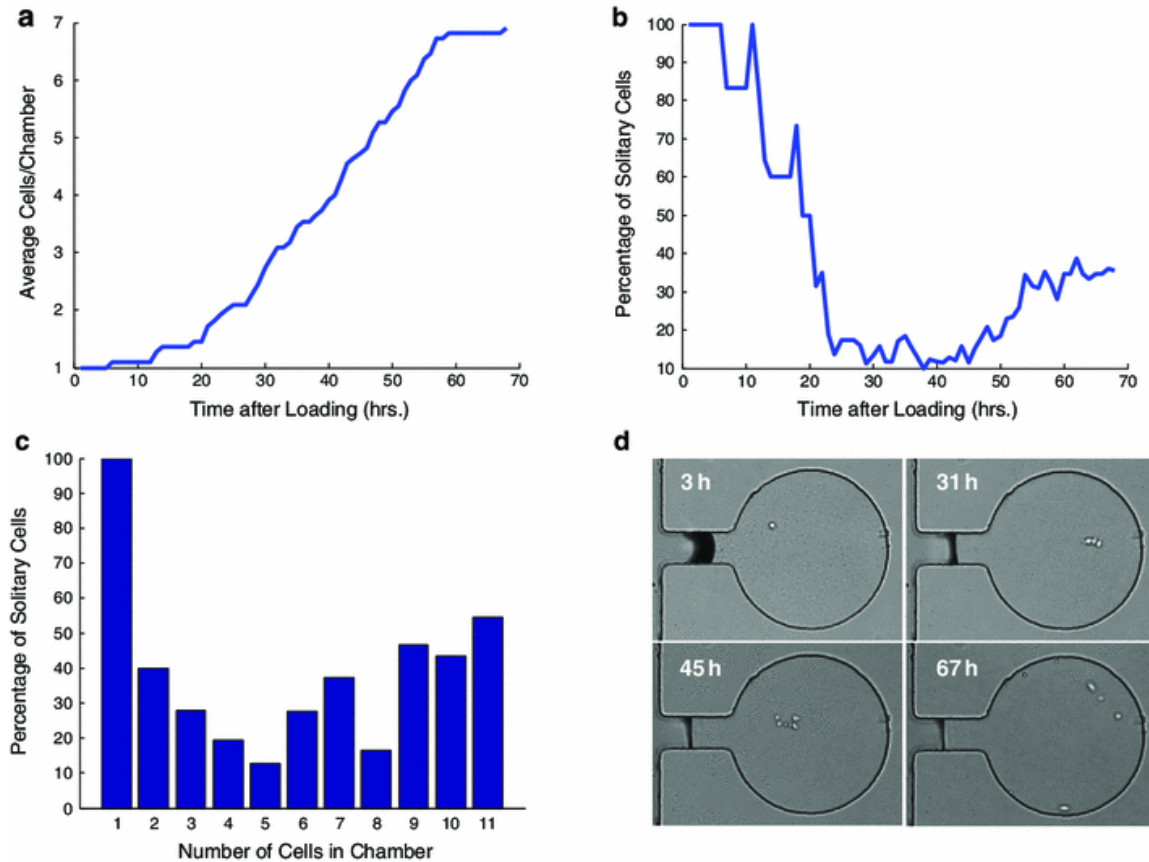 a
7
6
5
4
3
2
1
0 10 20 30 40 50 60 70
Average Cells/Chamber
Time after Loading (hrs.)
b
100
90
80
70
60
50
40
30
20
10
0 10 20 30 40 50 60 70
Percentage of Solitary Cells
Time after Loading (hrs.)
c
100
90
80
70
60
50
40
30
20
10
0
1 2 3 4 5 6 7 8 9 10 11
Percentage of Solitary Cells
Number of Cells in Chamber
d
3 h
31 h
45 h
67 h